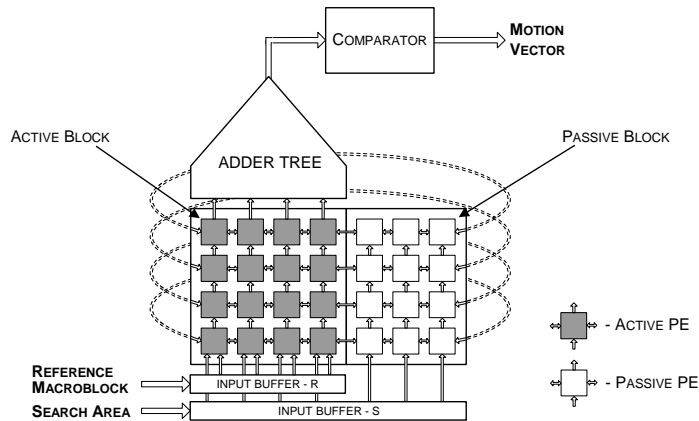 COMPARATOR
MOTION
VECTOR
ACTIVE BLOCK
PASSIVE BLOCK
ADDER TREE
- ACTIVE PE
- PASSIVE PE
REFERENCE
MACROBLOCK
INPUT BUFFER - R
SEARCH AREA
INPUT BUFFER - S